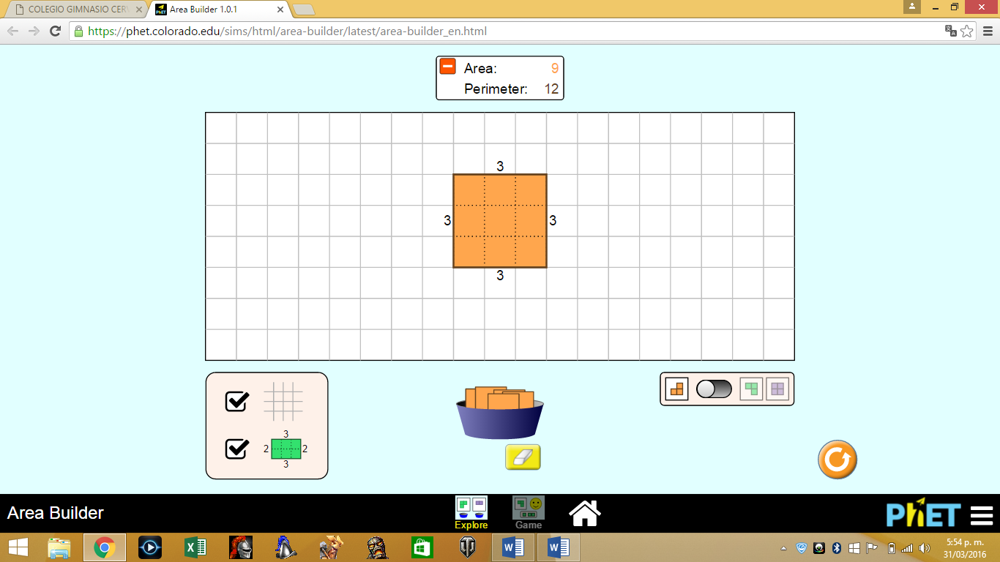 COLEGIO GIMNASIO CER
Area Builder 1.0.1
https://phet.colorado.edu/sims/html/area-builder/latest/area-builder_en.html
Area: 9
Perimeter: 12
3
3 3
3
3
2 2
3
Area Builder
Explore
Game
PhET
5:54 p. m.
31/03/2016